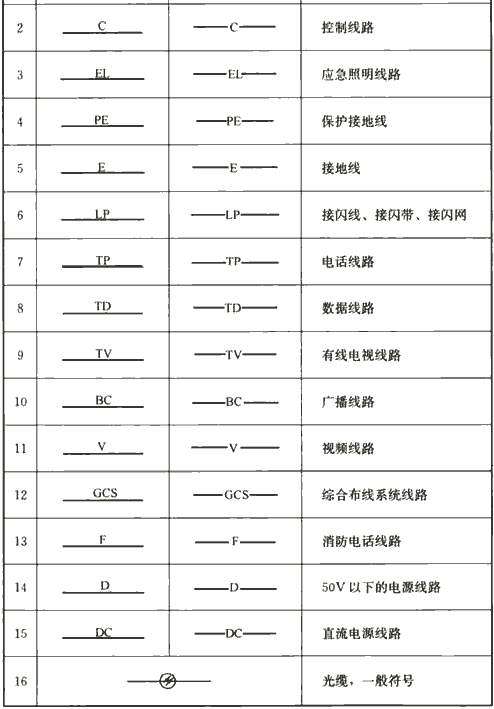 2 C C 控制线路
3 EL EL 应急照明线路
4 PE PE 保护接地线
5 E E 接地线
6 LP LP 接闪线、接闪带、接闪网
7 TP TP 电话线路
8 TD TD 数据线路
9 TV TV 有线电视线路
10 BC BC 广播线路
11 V V 视频线路
12 GCS GCS 综合布线系统线路
13 F F 消防电话线路
14 D D 50V以下的电源线路
15 DC DC 直流电源线路
16 光缆，一般符号